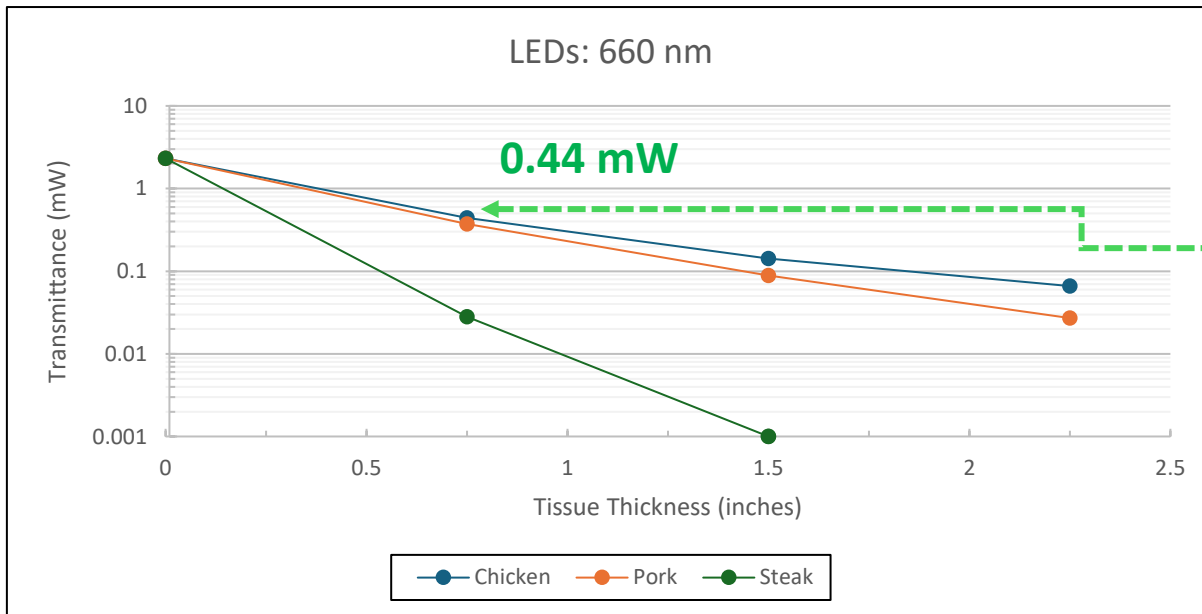 LEDs: 660 nm
10
0.44 mW
1
0.1
0.01
0.001
Transmittance (mW)
0 0.5 1 1.5 2 2.5
Tissue Thickness (inches)
Chicken Pork Steak